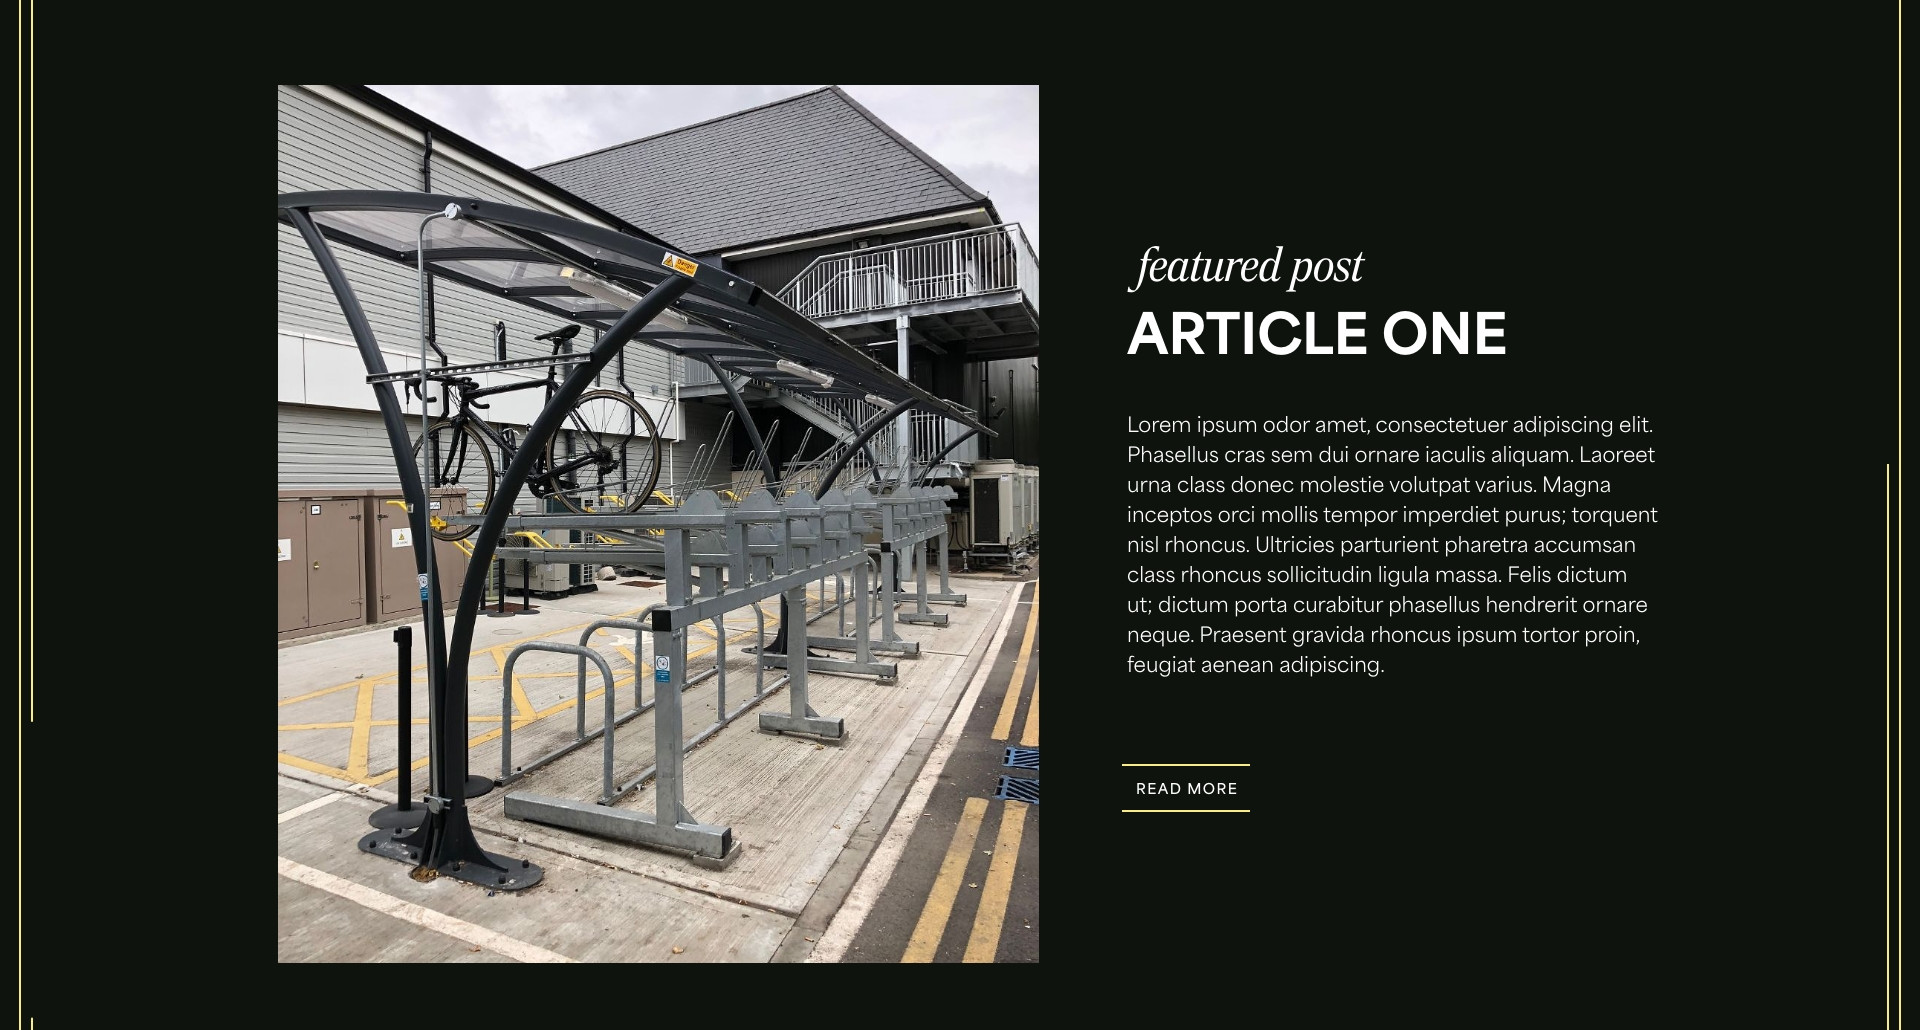 Danger
featured post
ARTICLE ONE
Lorem ipsum odor amet, consectetuer adipiscing elit.
Phasellus cras sem dui ornare iaculis aliquam. Laoreet
urna class donec molestie volutpat varius. Magna
inceptos orci mollis tempor imperdiet purus; torquent
nisl rhoncus. Ultricies parturient pharetra accumsan
class rhoncus sollicitudin ligula massa. Felis dictum
ut; dictum porta curabitur phasellus hendrerit ornare
neque. Praesent gravida rhoncus ipsum tortor proin,
feugiat aenean adipiscing.
READ MORE